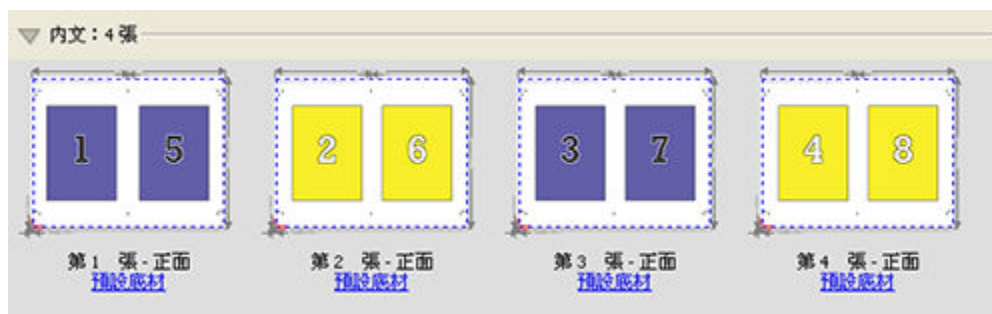 內文：4 張
1 5 2 6 3 7 4 8
第 1 張 - 正面 第 2 張 - 正面 第 3 張 - 正面 第 4 張 - 正面
預設底材 預設底材 預設底材 預設底材